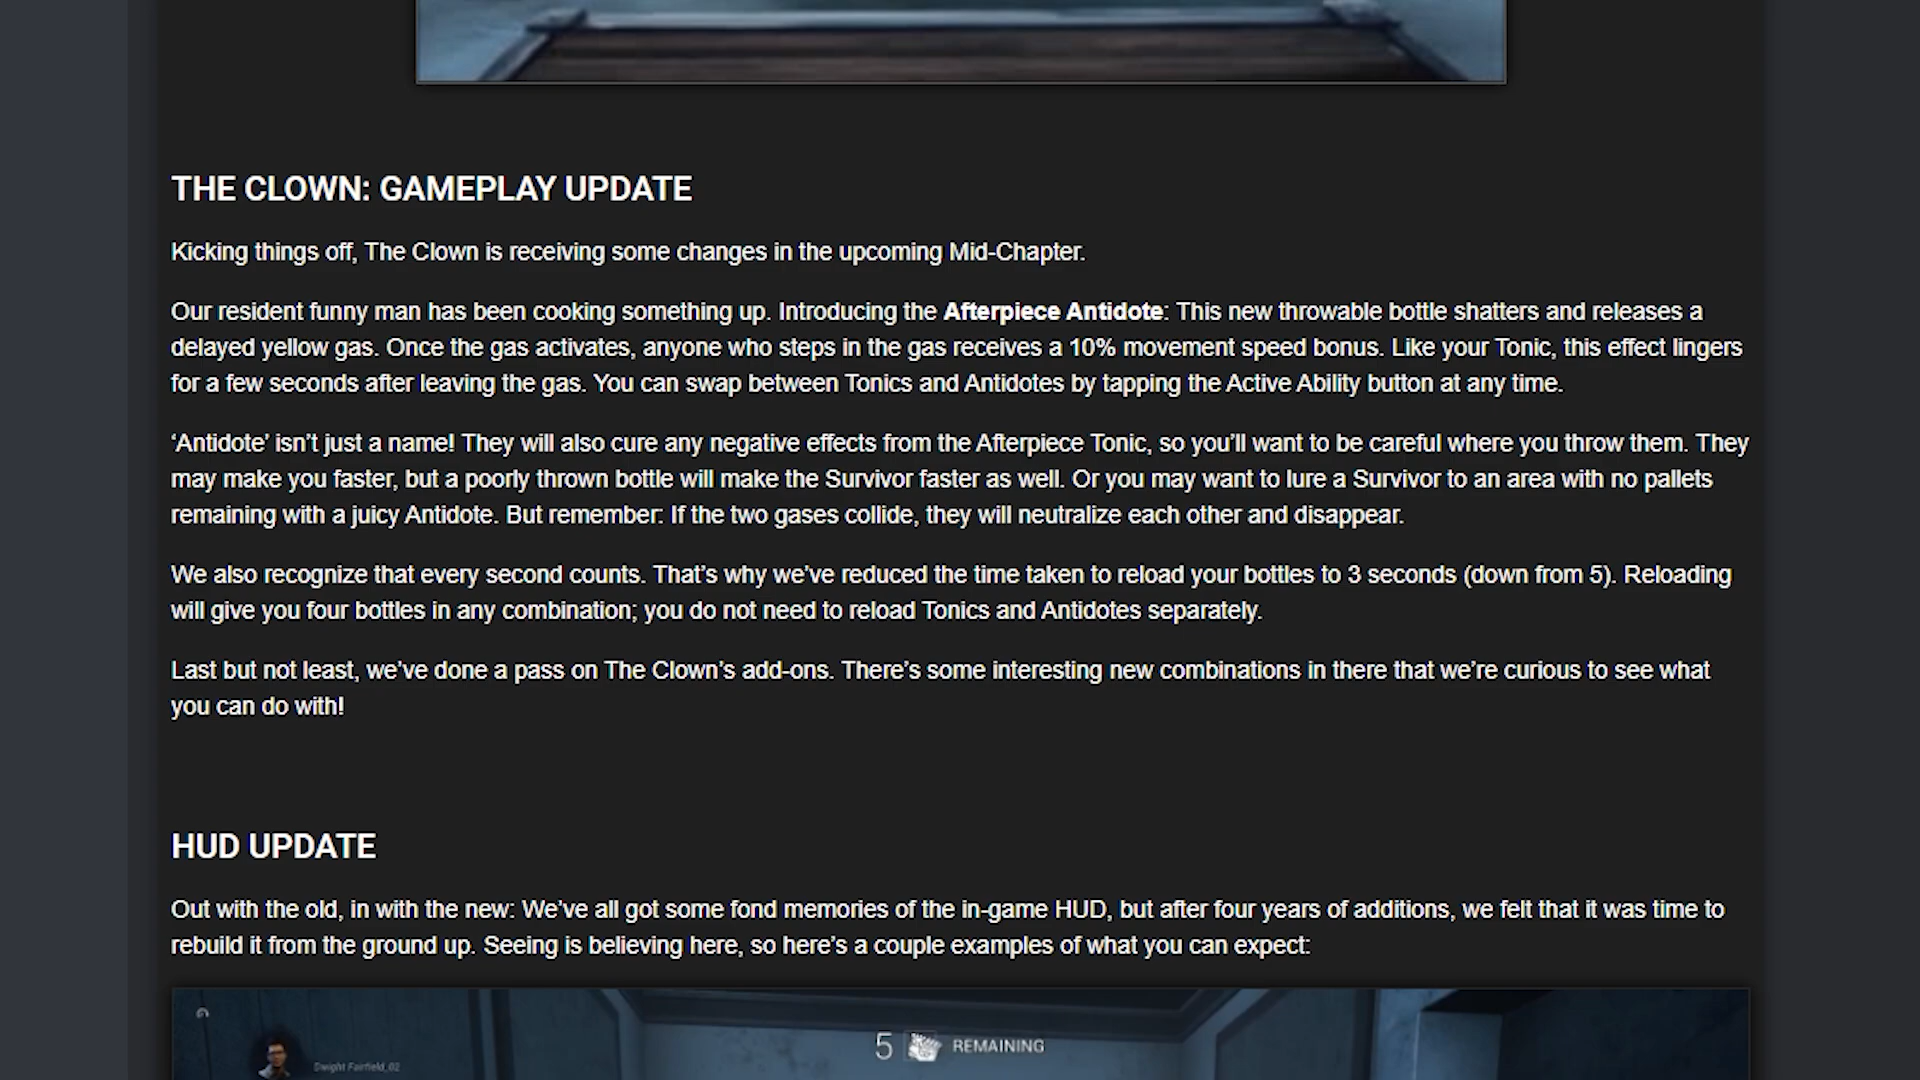 THE CLOWN: GAMEPLAY UPDATE
Kicking things off, The Clown is receiving some changes in the upcoming Mid-Chapter.
Our resident funny man has been cooking something up. Introducing the Afterpiece Antidote: This new throwable bottle shatters and releases a
delayed yellow gas. Once the gas activates, anyone who steps in the gas receives a 10% movement speed bonus. Like your Tonic, this effect lingers
for a few seconds after leaving the gas. You can swap between Tonics and Antidotes by tapping the Active Ability button at any time.
‘Antidote’ isn’t just a name! They will also cure any negative effects from the Afterpiece Tonic, so you’ll want to be careful where you throw them. They
may make you faster, but a poorly thrown bottle will make the Survivor faster as well. Or you may want to lure a Survivor to an area with no pallets
remaining with a juicy Antidote. But remember: If the two gases collide, they will neutralize each other and disappear.
We also recognize that every second counts. That’s why we’ve reduced the time taken to reload your bottles to 3 seconds (down from 5). Reloading
will give you four bottles in any combination; you do not need to reload Tonics and Antidotes separately.
Last but not least, we’ve done a pass on The Clown’s add-ons. There’s some interesting new combinations in there that we’re curious to see what
you can do with!
HUD UPDATE
Out with the old, in with the new: We’ve all got some fond memories of the in-game HUD, but after four years of additions, we felt that it was time to
rebuild it from the ground up. Seeing is believing here, so here’s a couple examples of what you can expect:
5 REMAINING
Dwight Fairfield_02